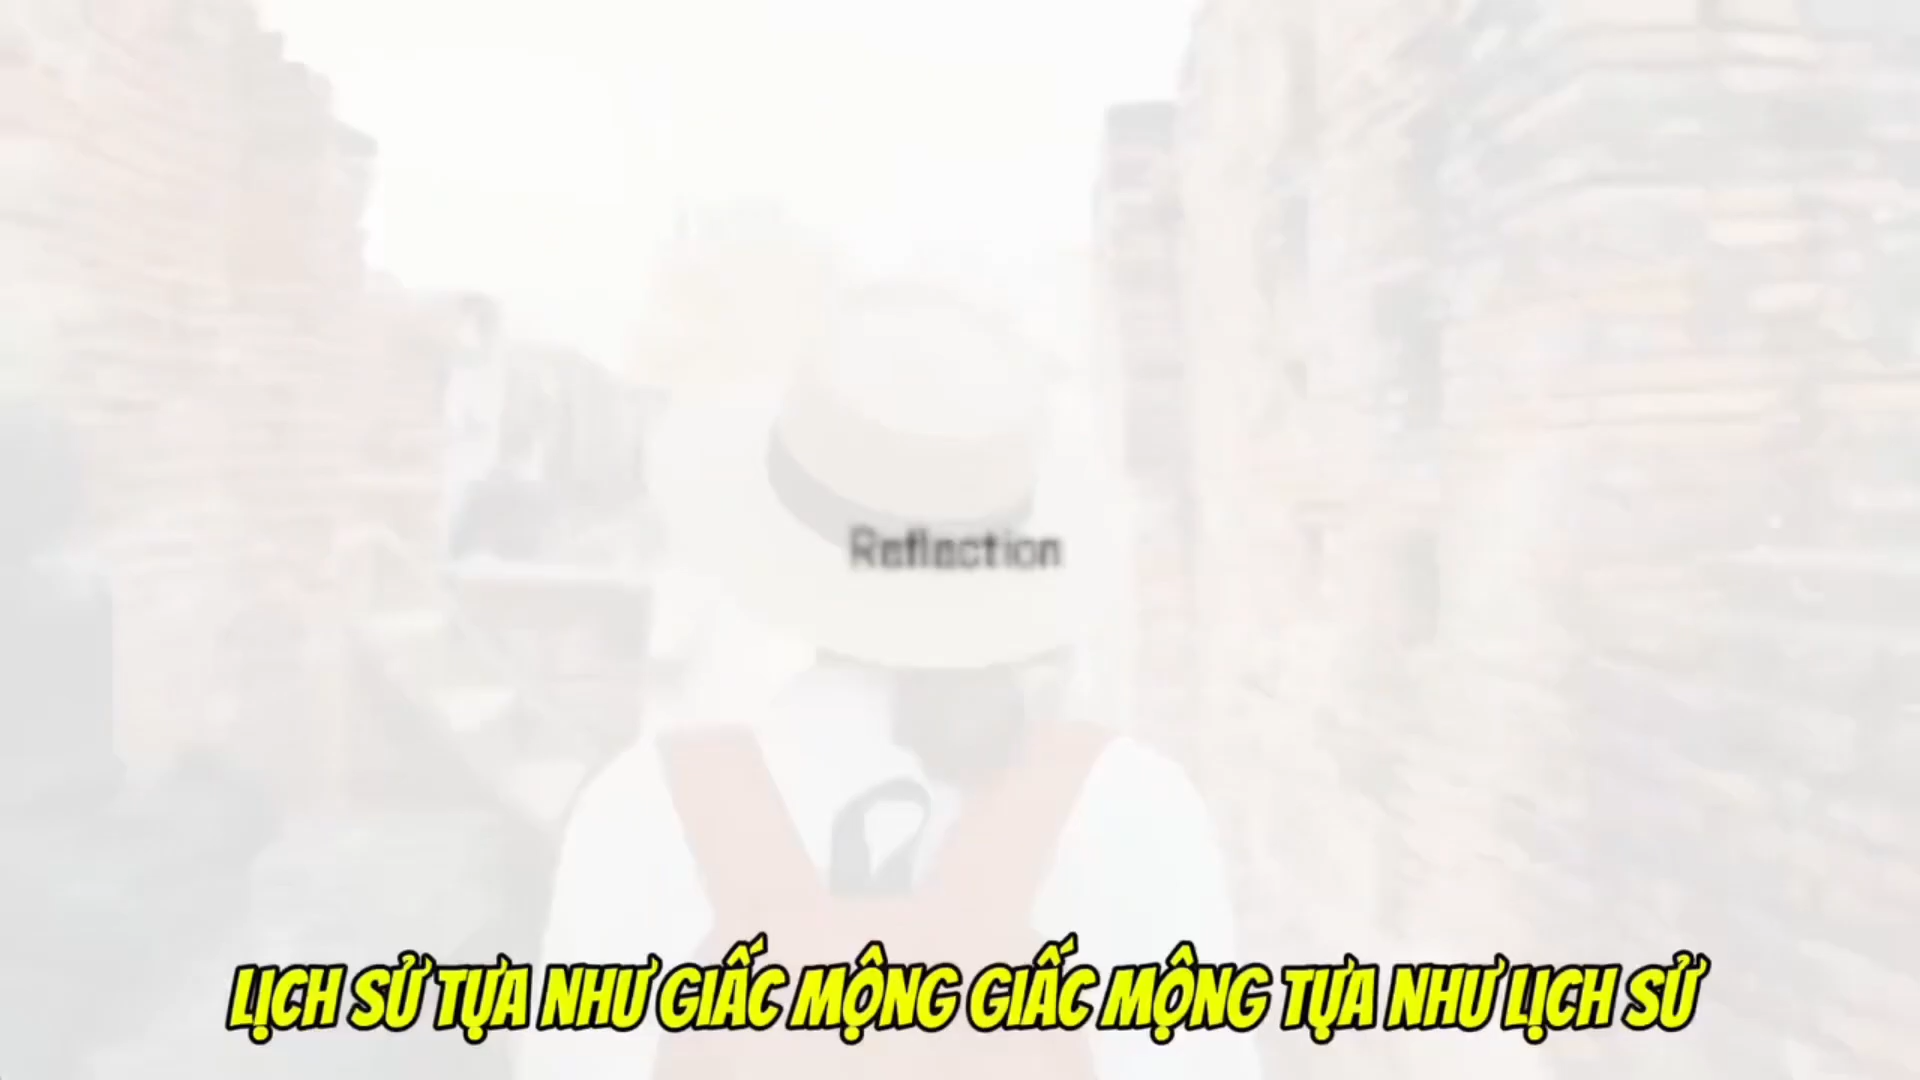 Reflection
LỊCH SỬ TỰA NHƯ GIẤC MỘNG GIẤC MỘNG TỰA NHƯ LỊCH SỬ